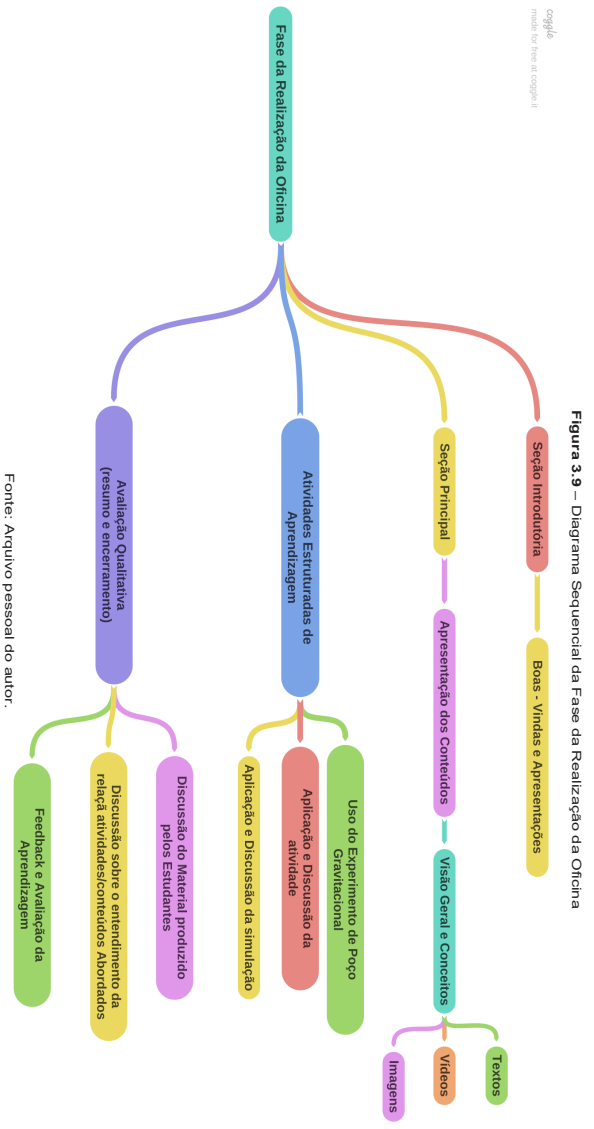 Figura 3.9 – Diagrama Sequencial da Fase da Realização da Oficina
coggle
made for free at coggle.it
Fase da Realização da Oficina
Seção Introdutória
Boas - Vindas e Apresentações
Seção Principal
Apresentação dos Conteúdos
Visão Geral e Conceitos
Textos
Vídeos
Imagens
Atividades Estruturadas de
Aprendizagem
Uso do Experimento de Poço
Gravitacional
Aplicação e Discussão da
atividade
Aplicação e Discussão da simulação
Avaliação Qualitativa
(resumo e encerramento)
Discussão do Material produzido
pelos Estudantes
Discussão sobre o entendimento da
relaçã atividades/conteúdos Abordados
Feedback e Avaliação da
Aprendizagem
Fonte: Arquivo pessoal do autor.